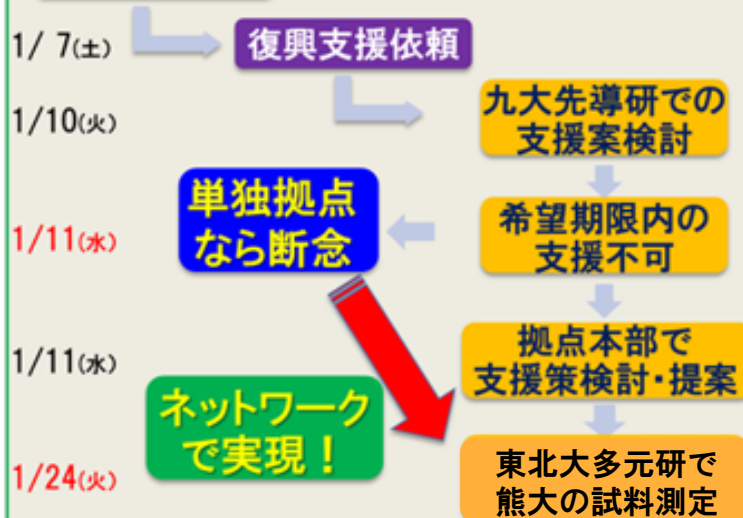 1/ 7(土)
復興支援依頼
1/10(火)
九大先導研での
支援案検討
単独拠点
なら断念
1/11(水)
希望期限内の
支援不可
1/11(水)
拠点本部で
支援策検討・提案
ネットワーク
で実現！
1/24(火)
東北大多元研で
熊大の試料測定